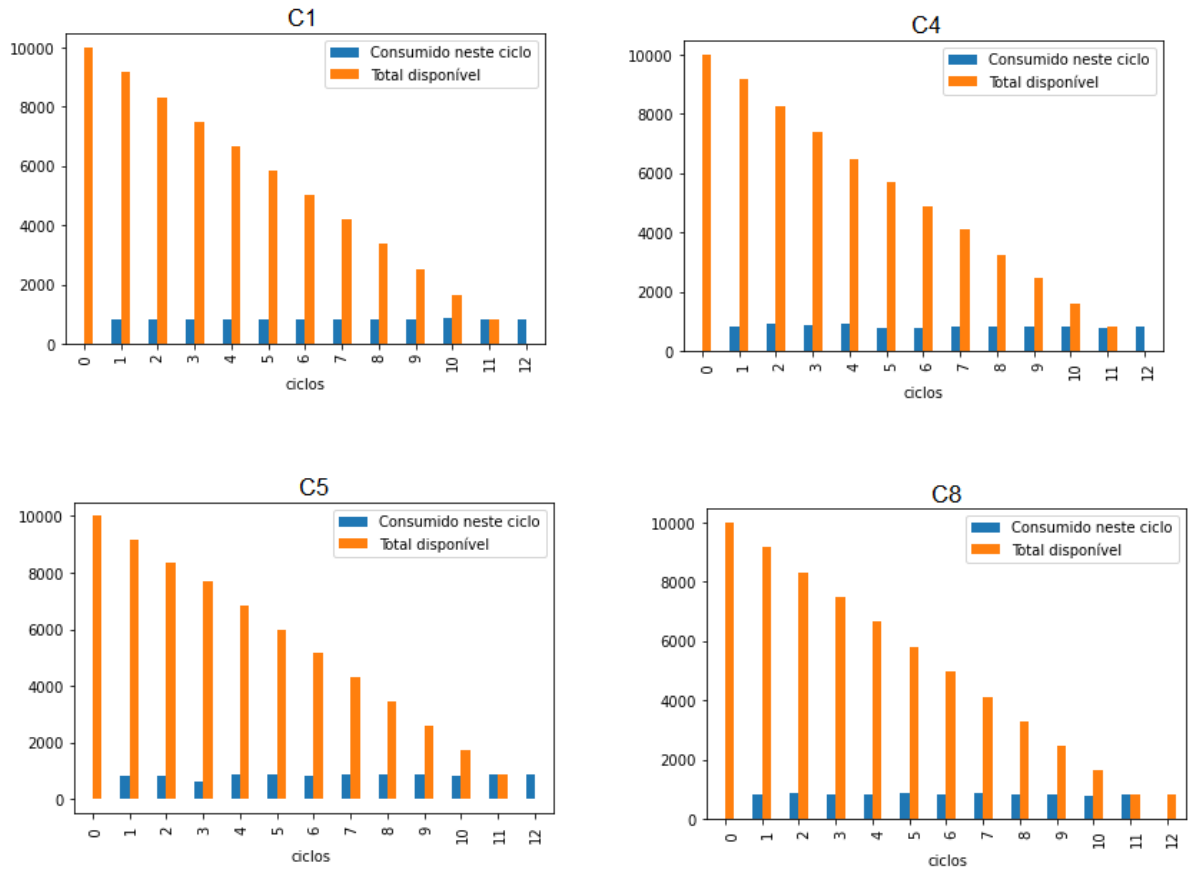 C1
Consumido neste ciclo
Total disponível
10000
8000
6000
4000
2000
0
0 1 2 3 4 5 6 7 8 9 10 11 12
ciclos
C4
Consumido neste ciclo
Total disponível
10000
8000
6000
4000
2000
0
0 1 2 3 4 5 6 7 8 9 10 11 12
ciclos
C5
Consumido neste ciclo
Total disponível
10000
8000
6000
4000
2000
0
0 1 2 3 4 5 6 7 8 9 10 11 12
ciclos
C8
Consumido neste ciclo
Total disponível
10000
8000
6000
4000
2000
0
0 1 2 3 4 5 6 7 8 9 10 11 12
ciclos